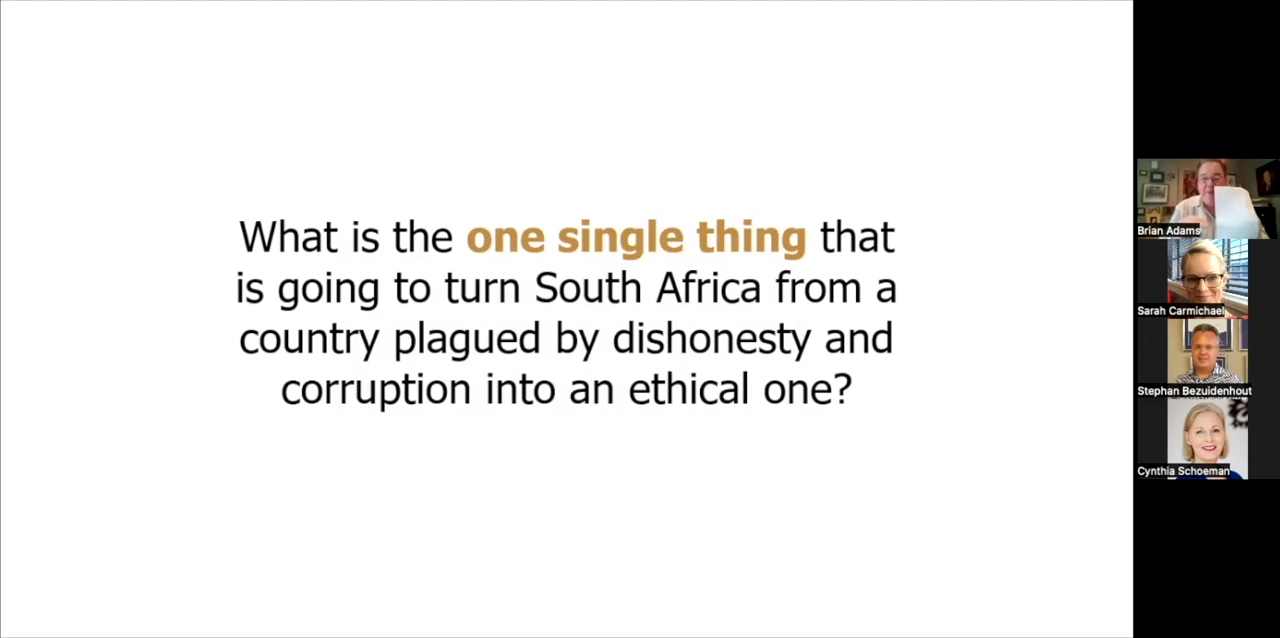 What is the one single thing that
is going to turn South Africa from a
country plagued by dishonesty and
corruption into an ethical one?
Brian Adams
Sarah Carmichael
Stephan Bezuidenhout
Cynthia Schoeman